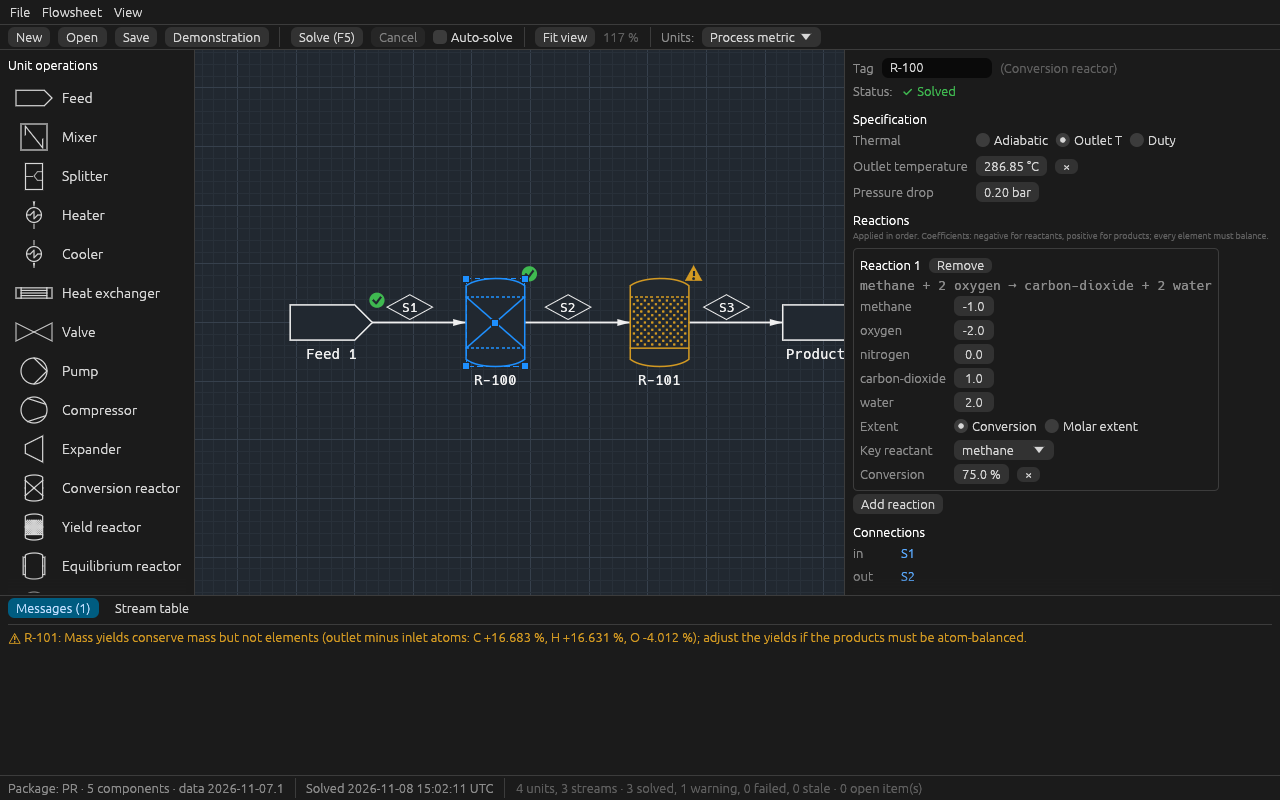 File Flowsheet View
New Open Save Demonstration Solve (F5) Cancel Auto-solve Fit view 117 % Units: Process metric
Unit operations
Feed
Mixer
Splitter
Heater
Cooler
Heat exchanger
Valve
Pump
Compressor
Expander
Conversion reactor
Yield reactor
Equilibrium reactor
S1
S2
S3
Feed 1
R-100
R-101
Product
Tag R-100 (Conversion reactor)
Status: ✓ Solved
Specification
Thermal Adiabatic Outlet T Duty
Outlet temperature 286.85 °C ×
Pressure drop 0.20 bar
Reactions
Applied in order. Coefficients: negative for reactants, positive for products; every element must balance.
Reaction 1 Remove
methane + 2 oxygen → carbon-dioxide + 2 water
methane -1.0
oxygen -2.0
nitrogen 0.0
carbon-dioxide 1.0
water 2.0
Extent Conversion Molar extent
Key reactant methane
Conversion 75.0 % ×
Add reaction
Connections
in S1
out S2
Messages (1) Stream table
⚠ R-101: Mass yields conserve mass but not elements (outlet minus inlet atoms: C +16.683 %, H +16.631 %, O -4.012 %); adjust the yields if the products must be atom-balanced.
Package: PR · 5 components · data 2026-11-07.1 Solved 2026-11-08 15:02:11 UTC 4 units, 3 streams · 3 solved, 1 warning, 0 failed, 0 stale · 0 open item(s)